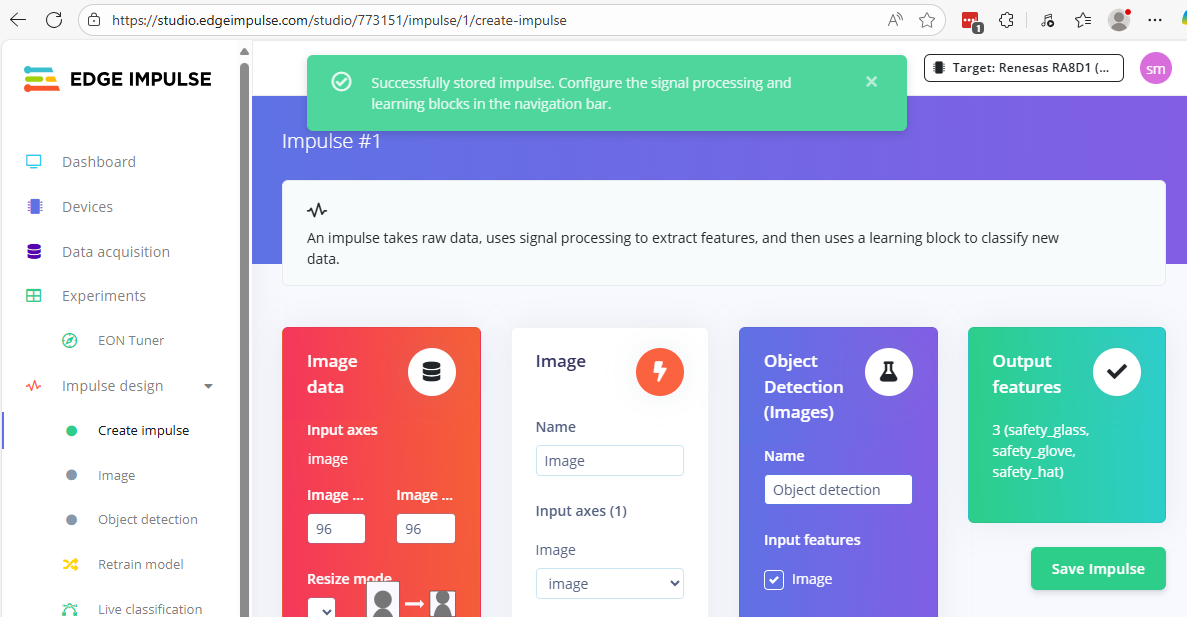 https://studio.edgeimpulse.com/studio/773151/impulse/1/create-impulse
1
EDGE IMPULSE
Dashboard
Devices
Data acquisition
Experiments
EON Tuner
Impulse design
Create impulse
Image
Object detection
Retrain model
Live classification
Successfully stored impulse. Configure the signal processing and
learning blocks in the navigation bar.
Target: Renesas RA8D1 (...
sm
Impulse #1
An impulse takes raw data, uses signal processing to extract features, and then uses a learning block to classify new
data.
Image
data
Input axes
image
Image ...
Image ...
96
96
Resize mode
Image
Name
Image
Input axes (1)
Image
image
Object
Detection
(Images)
Name
Object detection
Input features
Image
Output
features
3 (safety_glass,
safety_glove,
safety_hat)
Save Impulse